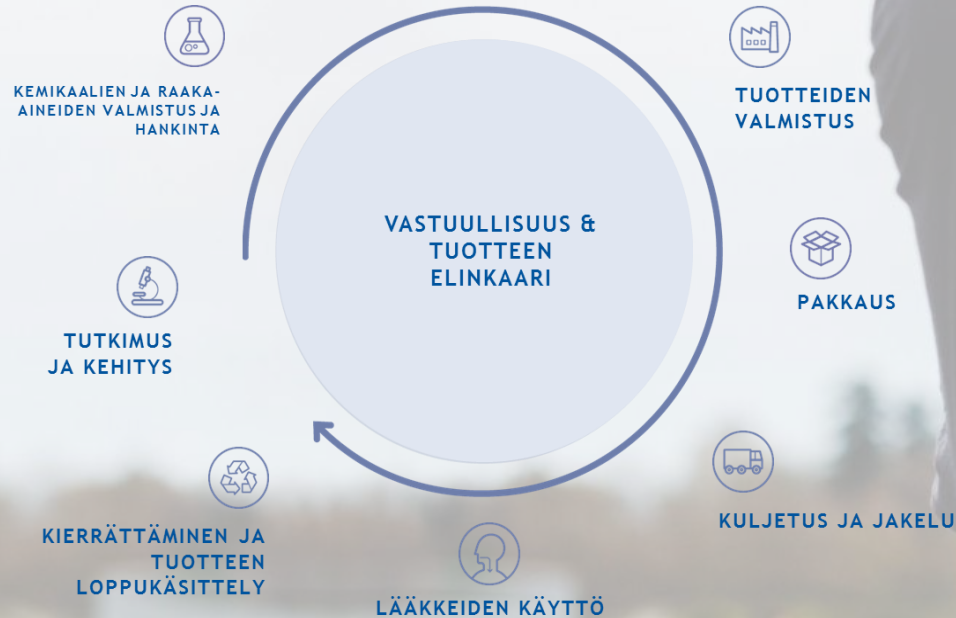 KEMIKAALIEN JA RAAKA-
AINEIDEN VALMISTUS JA
HANKINTA
TUOTTEIDEN
VALMISTUS
VASTUULLISUUS &
TUOTTEEN
ELINKAARI
PAKKAUS
TUTKIMUS
JA KEHITYS
KULJETUS JA JAKELU
KIERRÄTTÄMINEN JA
TUOTTEEN
LOPPUKÄSITTELY
LÄÄKKEIDEN KÄYTTÖ